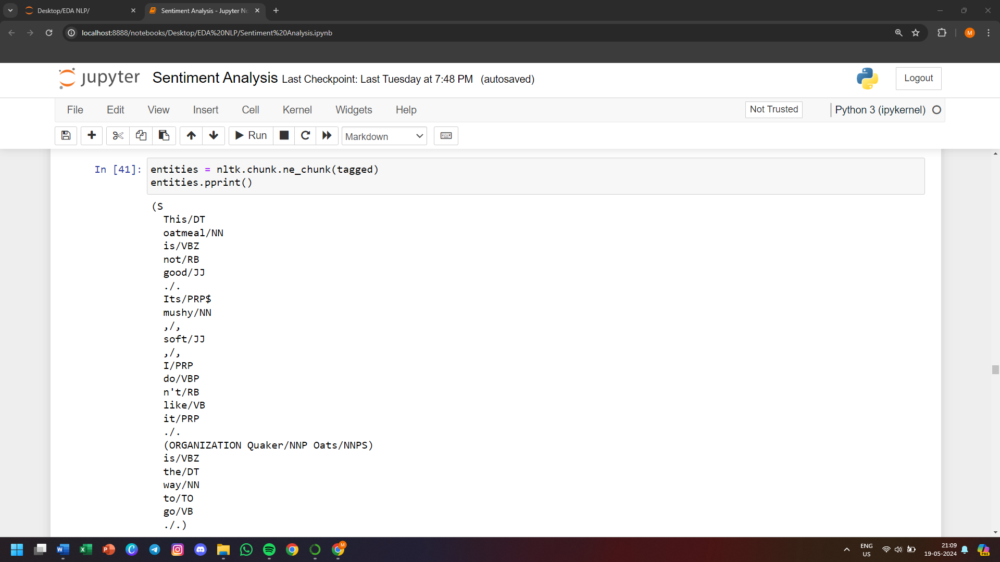 Desktop/EDA NLP/
Sentiment Analysis - Jupyter No
localhost:8888/notebooks/Desktop/EDA%20NLP/Sentiment%20Analysis.ipynb
M
jupyter Sentiment Analysis Last Checkpoint: Last Tuesday at 7:48 PM (autosaved)
Logout
File Edit View Insert Cell Kernel Widgets Help
Not Trusted
Python 3 (ipykernel)
Run
Markdown
In [41]: entities = nltk.chunk.ne_chunk(tagged)
entities.pprint()
(S
This/DT
oatmeal/NN
is/VBZ
not/RB
good/JJ
./.
Its/PRP$
mushy/NN
,/,
soft/JJ
,/,
I/PRP
do/VBP
n't/RB
like/VB
it/PRP
./.
(ORGANIZATION Quaker/NNP Oats/NNPS)
is/VBZ
the/DT
way/NN
to/TO
go/VB
./.)
M
ENG
US
21:09
19-05-2024
PRE